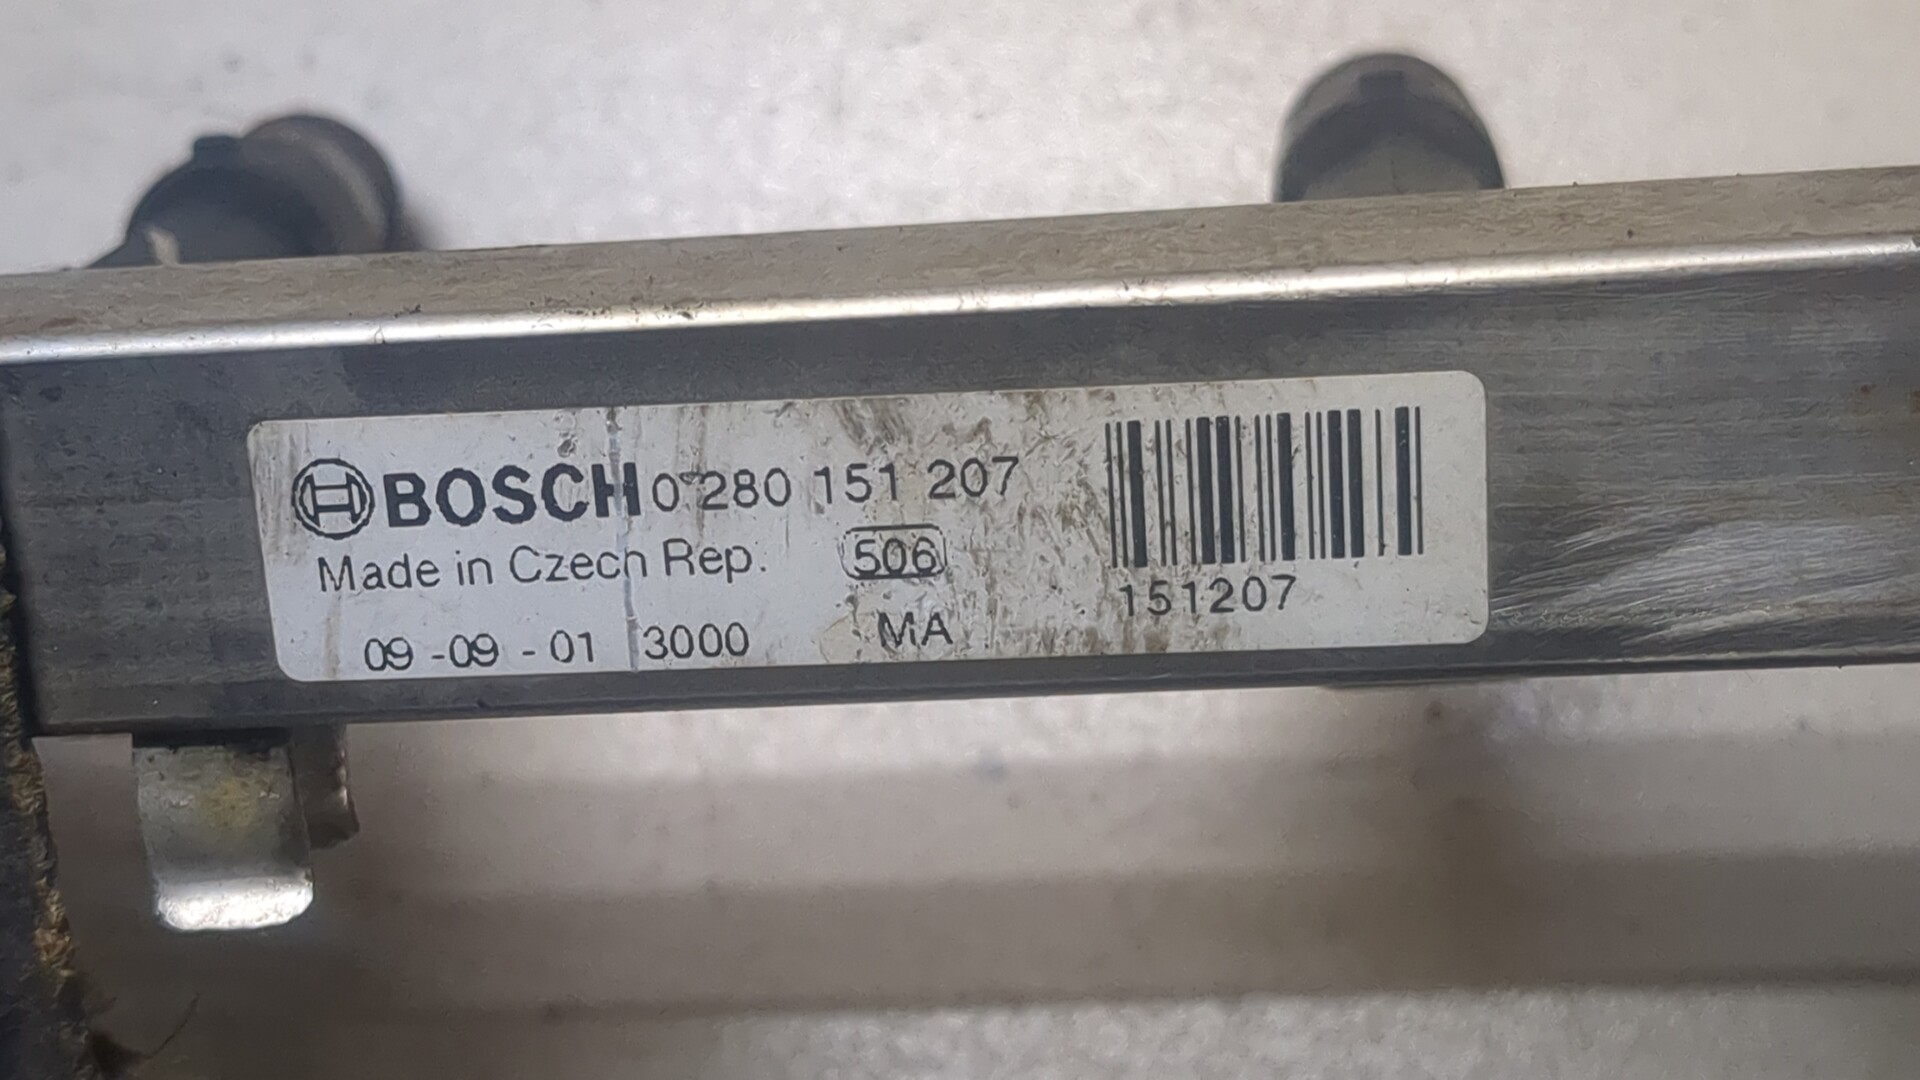 BOSCH 0 280 151 207
Made in Czech Rep. 506
09-09-01 3000 MA
151207